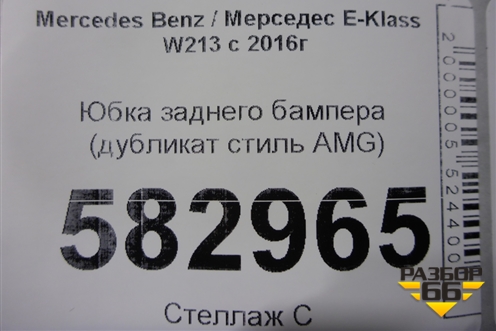 Mercedes Benz / Мерседес E-Klass
W213 с 2016г
Юбка заднего бампера
(дубликат стиль AMG)
582965
Стеллаж С
2000005524400
РАЗБОР
66